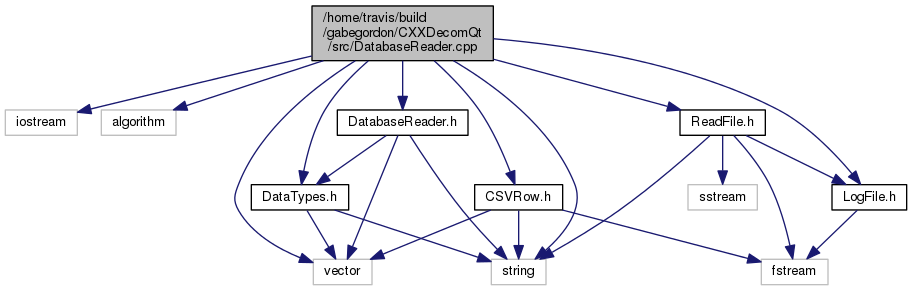 /home/travis/build
/gabegordon/CXXDecomQt
/src/DatabaseReader.cpp
iostream
algorithm
DatabaseReader.h
ReadFile.h
DataTypes.h
CSVRow.h
sstream
LogFile.h
vector
string
fstream